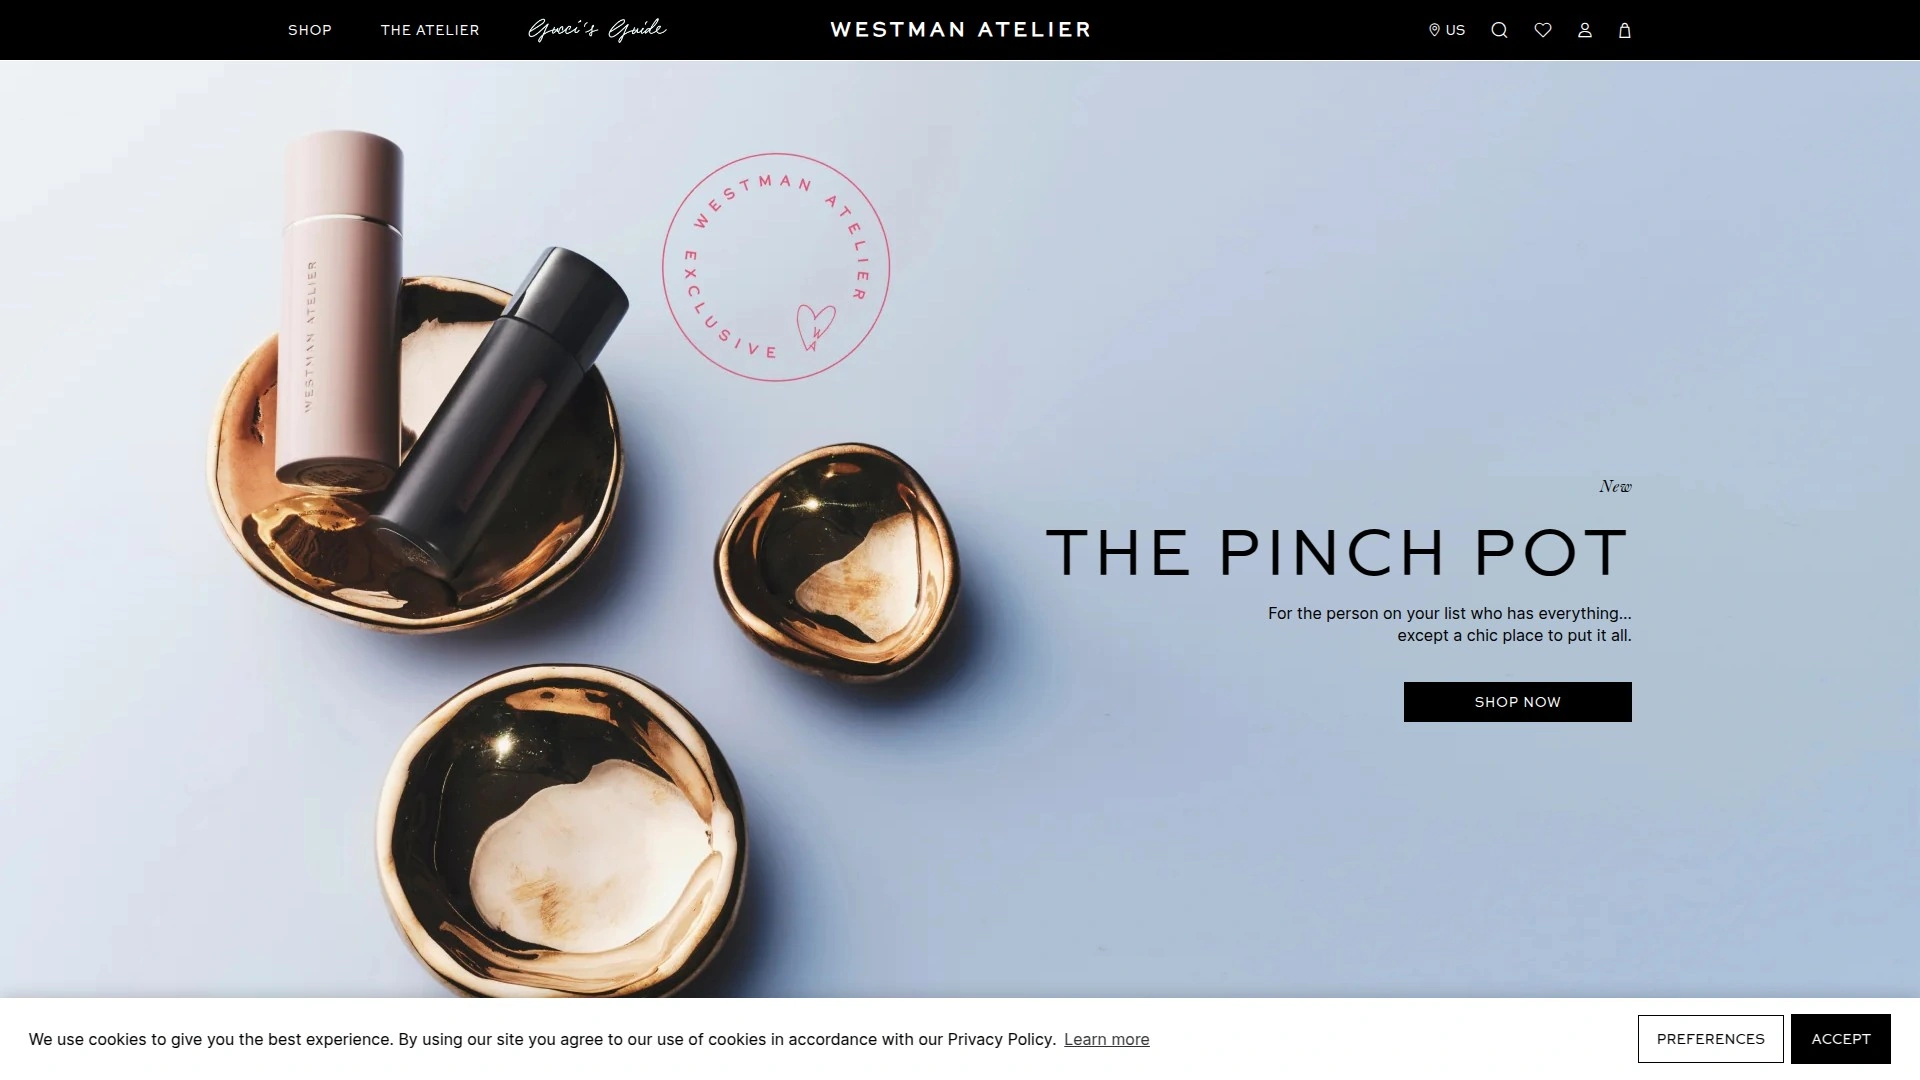 SHOP
THE ATELIER
Gucci's Guide
WESTMAN ATELIER
US
WESTMAN ATELIER
WESTMAN ATELIER
EXCLUSIVE
WA
New
THE PINCH POT
For the person on your list who has everything...
except a chic place to put it all.
SHOP NOW
We use cookies to give you the best experience. By using our site you agree to our use of cookies in accordance with our Privacy Policy. Learn more
PREFERENCES
ACCEPT